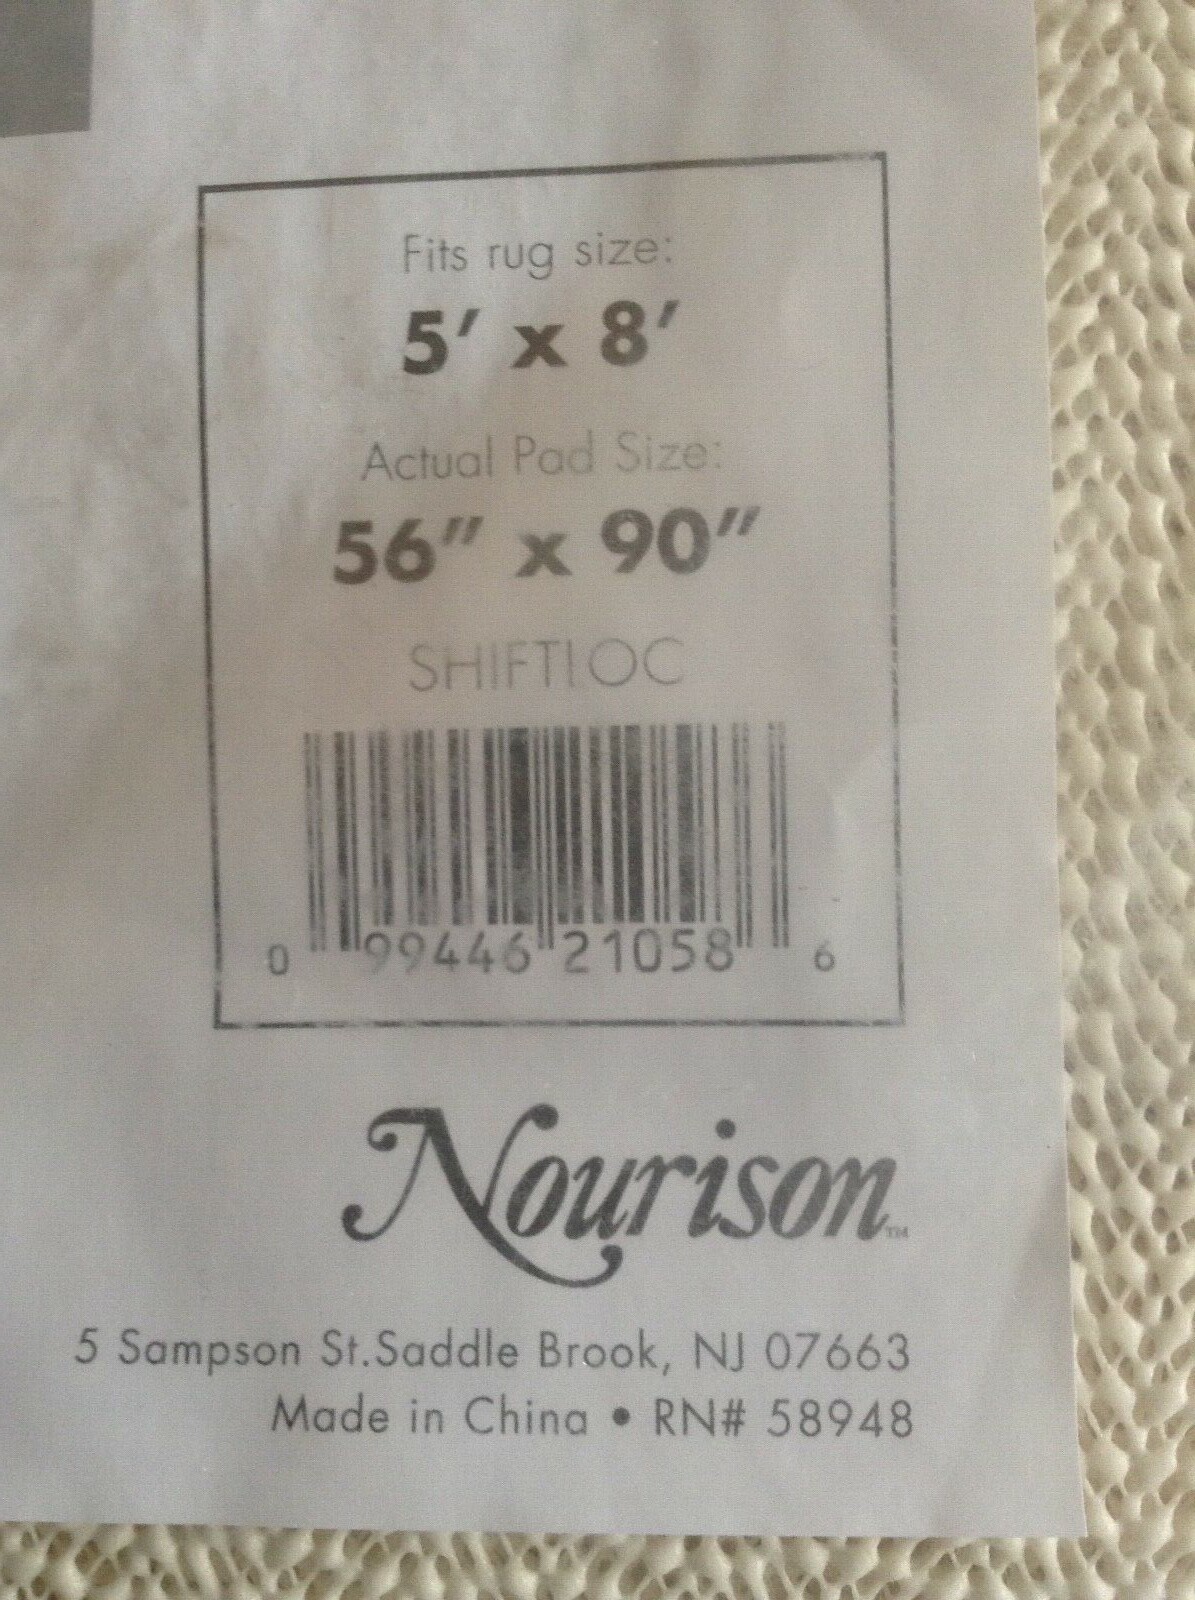 Fits rug size:
5' x 8'
Actual Pad Size:
56" x 90"
SHIFTLOC
0 99446 21058 6
Nourison™
5 Sampson St.Saddle Brook, NJ 07663
Made in China • RN# 58948